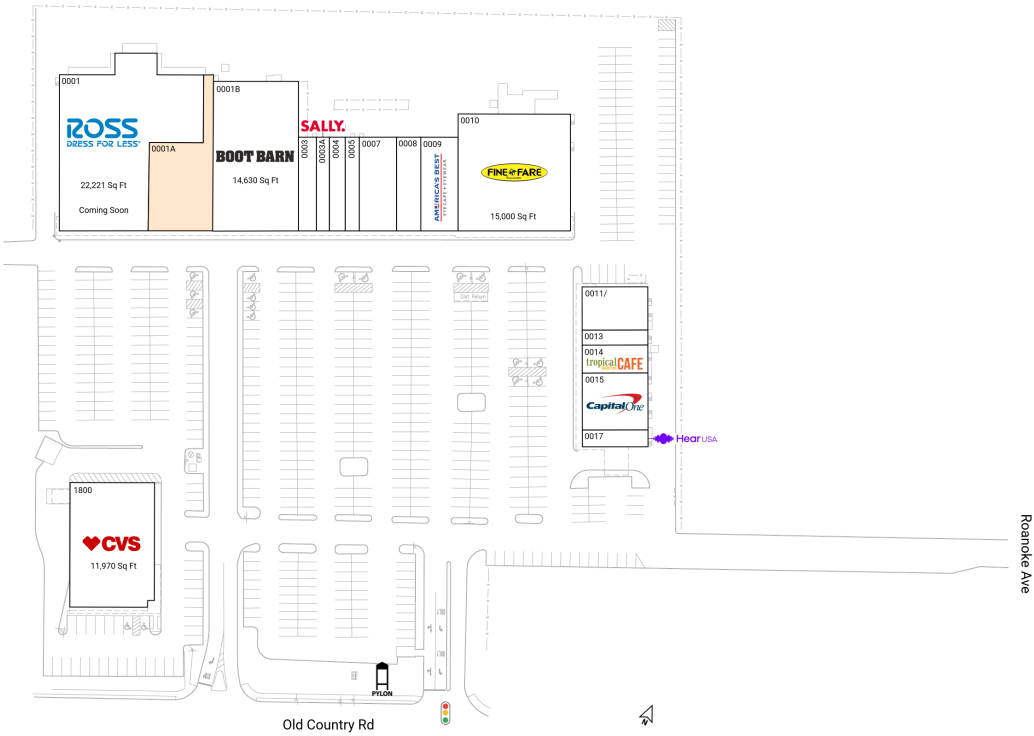 0001
ROSS
DRESS FOR LESS®
22,221 Sq Ft
Coming Soon
0001A
0001B
BOOT BARN
14,630 Sq Ft
SALLY.
0003
0003A
0004
0005
0007
0008
0009
AMERICA'S BEST
EYECARE + EYEWEAR
0010
FINE FARE
15,000 Sq Ft
Cart Return
0011/
0013
0014
tropical
CAFE
0015
Capital One
0017
HearUSA
1800
CVS
11,970 Sq Ft
PYLON
Old Country Rd
N
Roanoke Ave